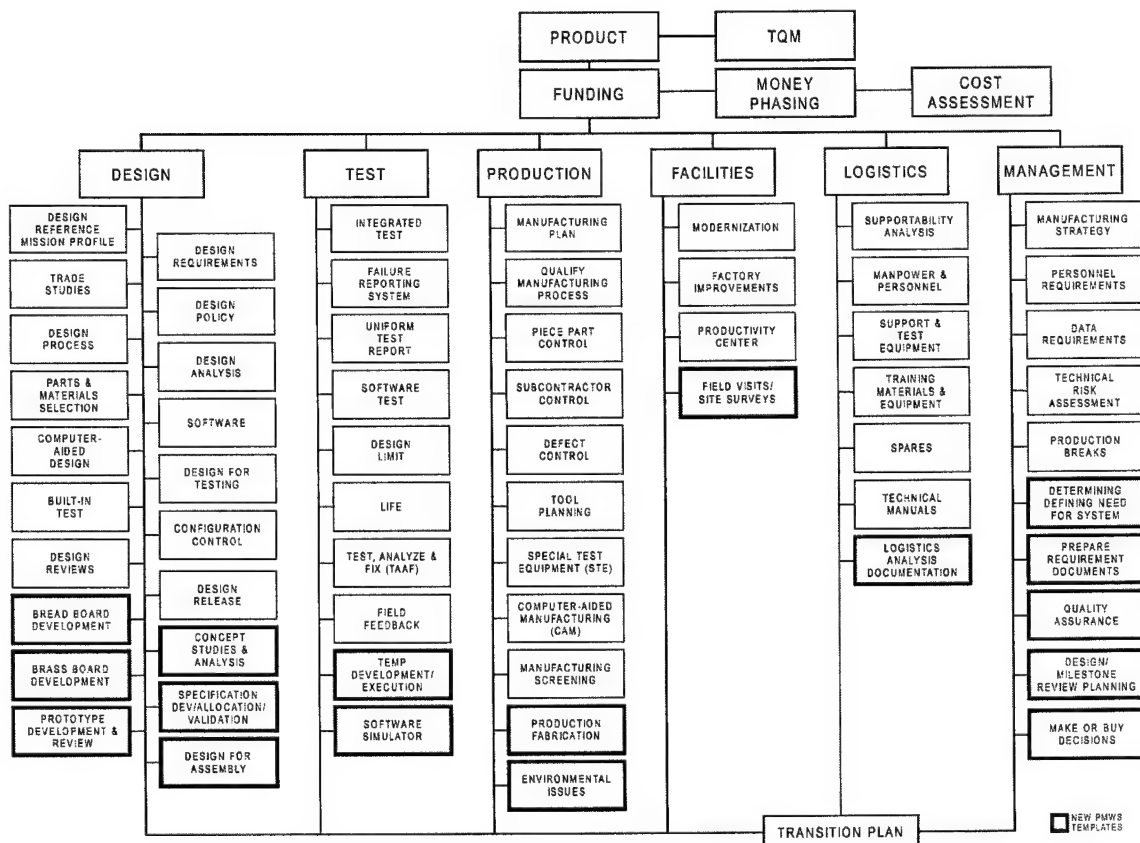 PRODUCT
TQM
FUNDING
MONEY
PHASING
COST
ASSESSMENT
DESIGN
TEST
PRODUCTION
FACILITIES
LOGISTICS
MANAGEMENT
DESIGN
REFERENCE
MISSION PROFILE
TRADE
STUDIES
DESIGN
PROCESS
PARTS &
MATERIALS
SELECTION
COMPUTER-
AIDED
DESIGN
BUILT-IN
TEST
DESIGN
REVIEWS
BREAD BOARD
DEVELOPMENT
BRASS BOARD
DEVELOPMENT
PROTOTYPE
DEVELOPMENT &
REVIEW
DESIGN
REQUIREMENTS
DESIGN
POLICY
DESIGN
ANALYSIS
SOFTWARE
DESIGN FOR
TESTING
CONFIGURATION
CONTROL
DESIGN
RELEASE
CONCEPT
STUDIES &
ANALYSIS
SPECIFICATION
DEV/ALLOCATION/
VALIDATION
DESIGN FOR
ASSEMBLY
INTEGRATED
TEST
FAILURE
REPORTING
SYSTEM
UNIFORM
TEST
REPORT
SOFTWARE
TEST
DESIGN
LIMIT
LIFE
TEST, ANALYZE &
FIX (TAAF)
FIELD
FEEDBACK
TEMP
DEVELOPMENT/
EXECUTION
SOFTWARE
SIMULATOR
MANUFACTURING
PLAN
QUALIFY
MANUFACTURING
PROCESS
PIECE PART
CONTROL
SUBCONTRACTOR
CONTROL
DEFECT
CONTROL
TOOL
PLANNING
SPECIAL TEST
EQUIPMENT (STE)
COMPUTER-AIDED
MANUFACTURING
(CAM)
MANUFACTURING
SCREENING
PRODUCTION
FABRICATION
ENVIRONMENTAL
ISSUES
MODERNIZATION
FACTORY
IMPROVEMENTS
PRODUCTIVITY
CENTER
FIELD VISITS/
SITE SURVEYS
SUPPORTABILITY
ANALYSIS
MANPOWER &
PERSONNEL
SUPPORT &
TEST
EQUIPMENT
TRAINING
MATERIALS &
EQUIPMENT
SPARES
TECHNICAL
MANUALS
LOGISTICS
ANALYSIS
DOCUMENTATION
MANUFACTURING
STRATEGY
PERSONNEL
REQUIREMENTS
DATA
REQUIREMENTS
TECHNICAL
RISK
ASSESSMENT
PRODUCTION
BREAKS
DETERMINING
DEFINING NEED
FOR SYSTEM
PREPARE
REQUIREMENT
DOCUMENTS
QUALITY
ASSURANCE
DESIGN/
MILESTONE
REVIEW PLANNING
MAKE OR BUY
DECISIONS
TRANSITION PLAN
NEW PMWS
TEMPLATES